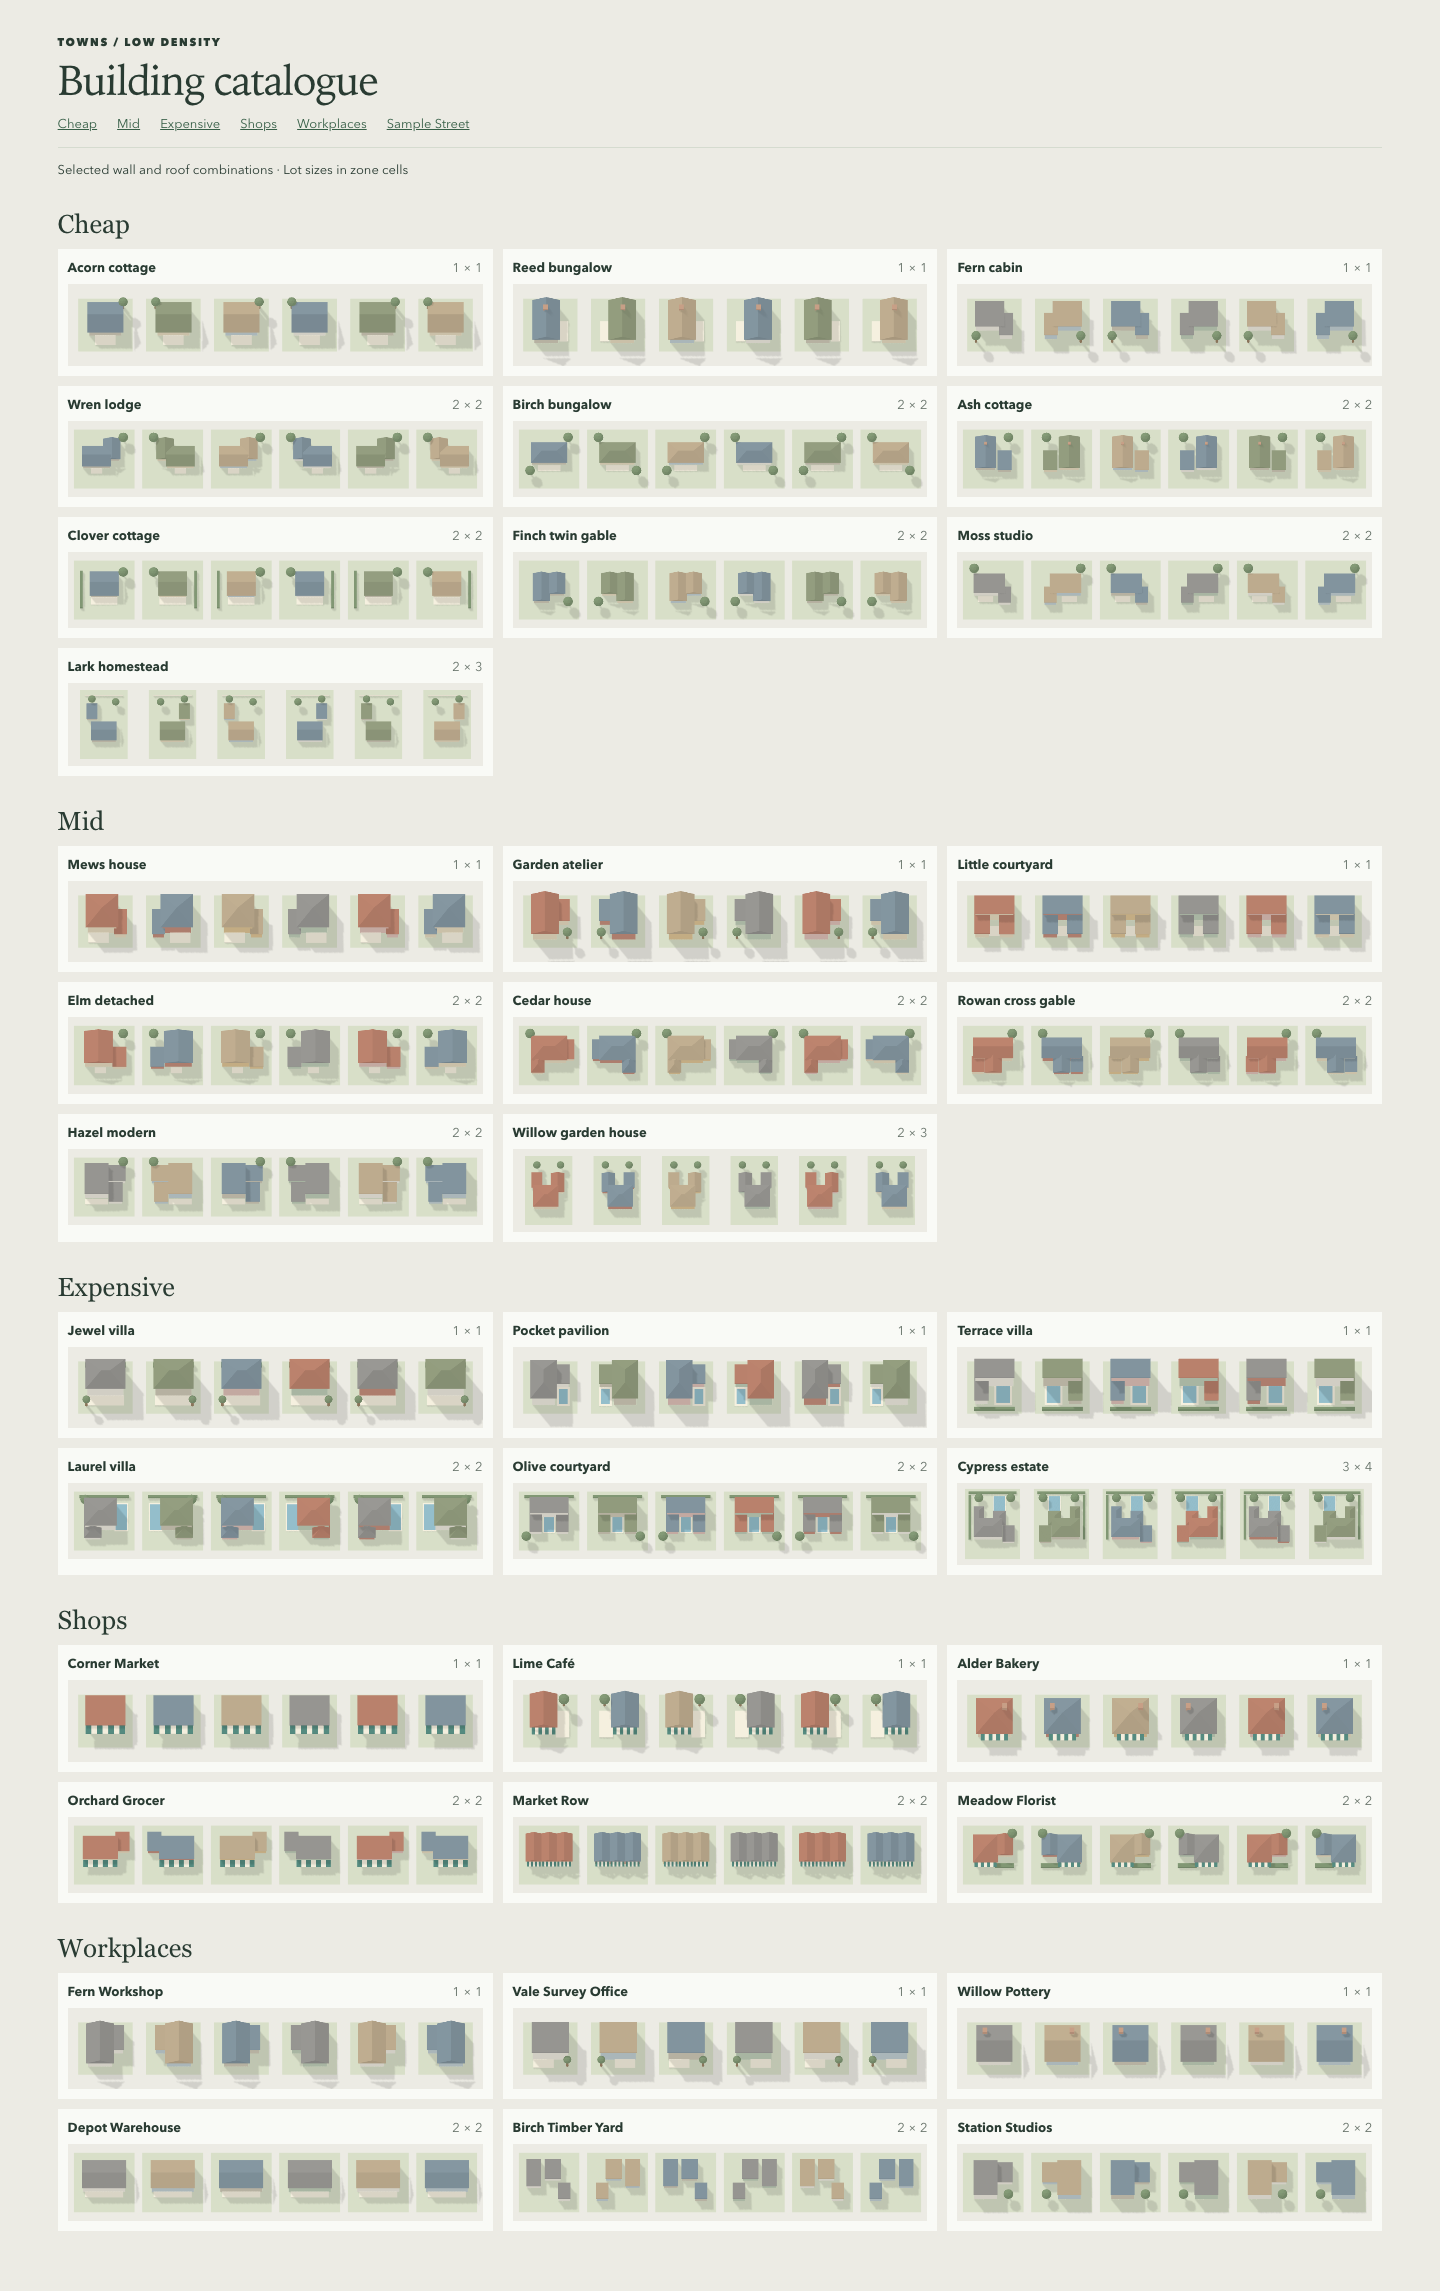 TOWNS / LOW DENSITY
Building catalogue
Cheap Mid Expensive Shops Workplaces Sample Street
Selected wall and roof combinations · Lot sizes in zone cells
Cheap
Acorn cottage 1 × 1
Reed bungalow 1 × 1
Fern cabin 1 × 1
Wren lodge 2 × 2
Birch bungalow 2 × 2
Ash cottage 2 × 2
Clover cottage 2 × 2
Finch twin gable 2 × 2
Moss studio 2 × 2
Lark homestead 2 × 3
Mid
Mews house 1 × 1
Garden atelier 1 × 1
Little courtyard 1 × 1
Elm detached 2 × 2
Cedar house 2 × 2
Rowan cross gable 2 × 2
Hazel modern 2 × 2
Willow garden house 2 × 3
Expensive
Jewel villa 1 × 1
Pocket pavilion 1 × 1
Terrace villa 1 × 1
Laurel villa 2 × 2
Olive courtyard 2 × 2
Cypress estate 3 × 4
Shops
Corner Market 1 × 1
Lime Café 1 × 1
Alder Bakery 1 × 1
Orchard Grocer 2 × 2
Market Row 2 × 2
Meadow Florist 2 × 2
Workplaces
Fern Workshop 1 × 1
Vale Survey Office 1 × 1
Willow Pottery 1 × 1
Depot Warehouse 2 × 2
Birch Timber Yard 2 × 2
Station Studios 2 × 2